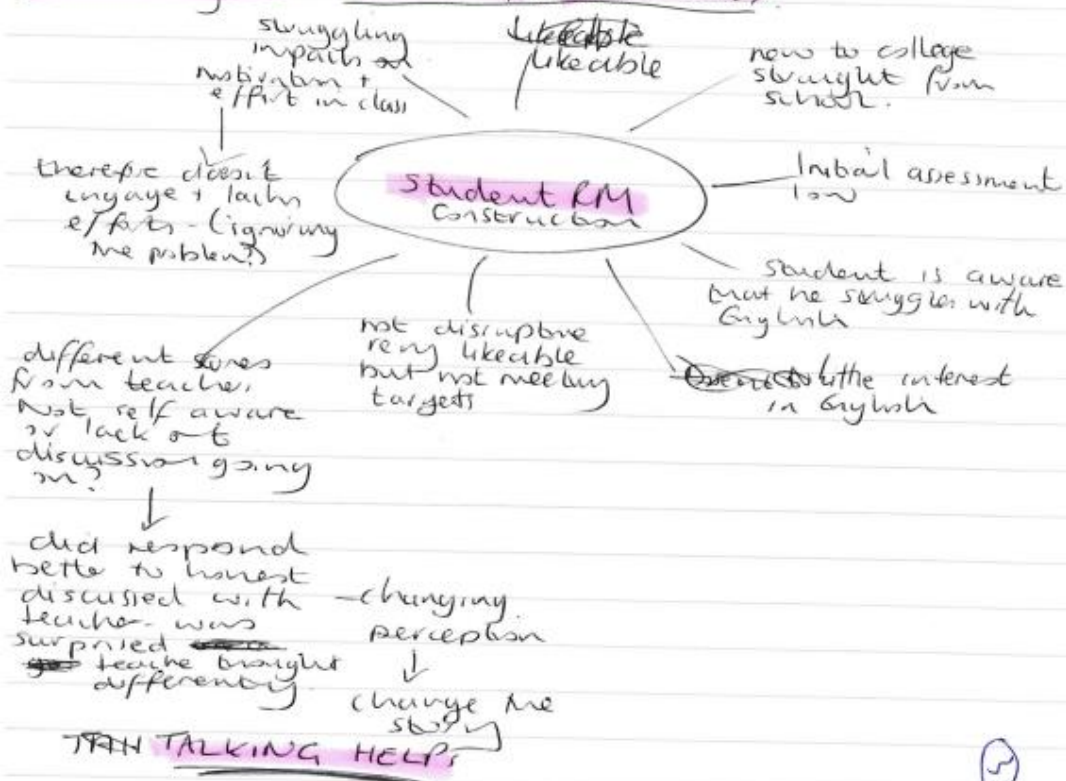 struggling
impacts on
motivation +
effort in class
likeable
likeable
new to college
straight from
school.
therefore doesn't
engage + lacks
efforts - (ignoring
the problem?)
Student RM
Construction
Initial assessment
low
student is aware
that he struggles with
English
little interest
in English
not disruptive
very likeable
but not meeting
targets
different scores
from teacher.
Not self aware
or lack of
discussion going
on?
did respond
better to honest
discussed with
teacher - was
surprised
teache thought
differently
- changing
perception
change the
story
TALKING HELPS